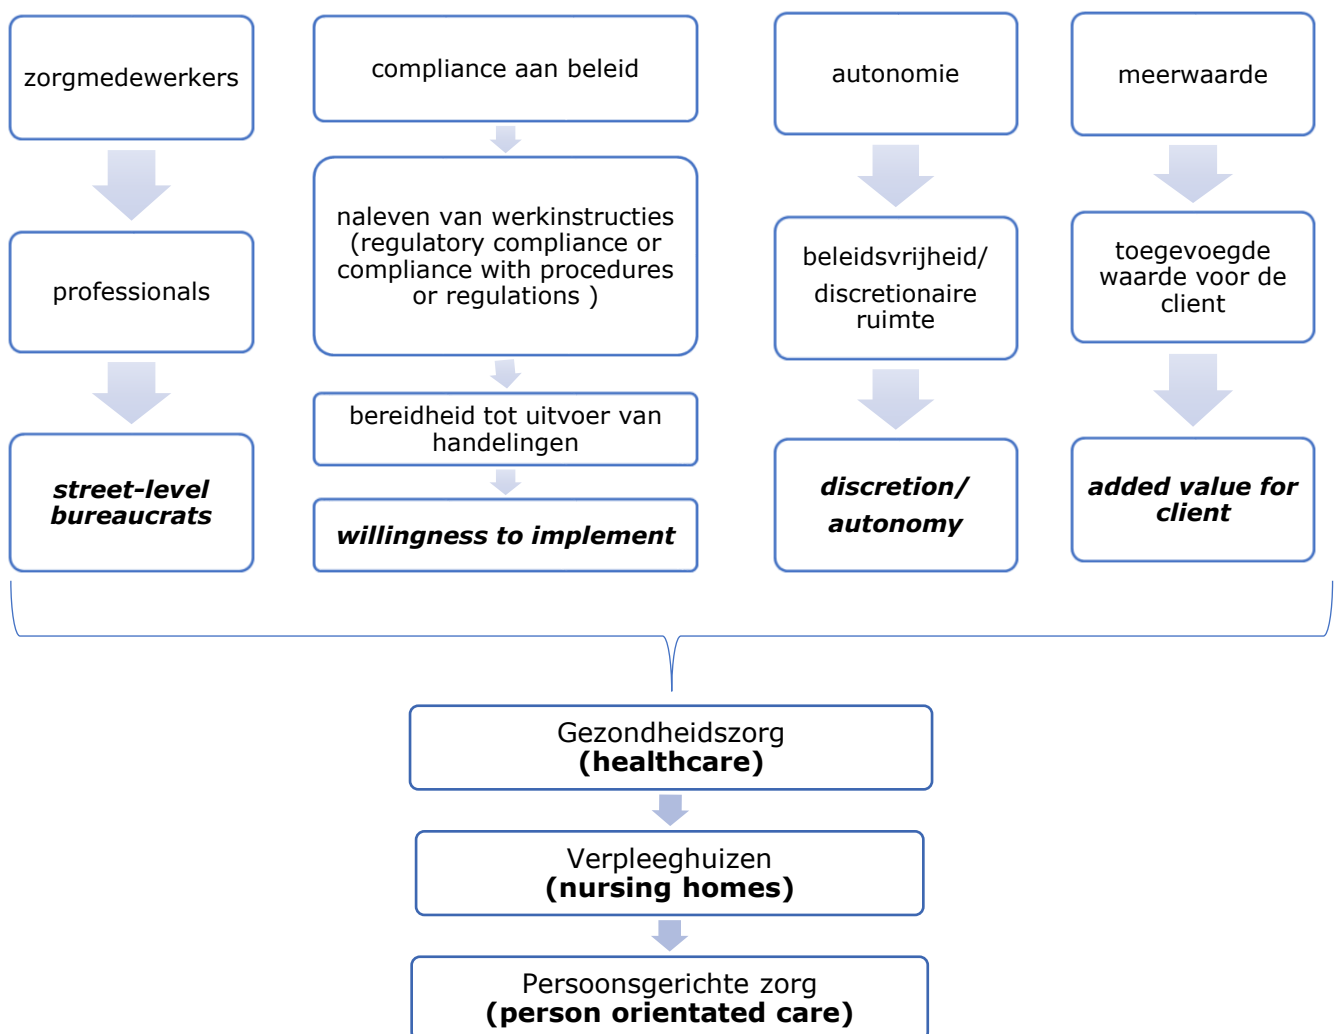 zorgmedewerkers
professionals
street-level
bureaucrats
compliance aan beleid
naleven van werkinstructies
(regulatory compliance or
compliance with procedures
or regulations )
bereidheid tot uitvoer van
handelingen
willingness to implement
autonomie
beleidsvrijheid/
discretionaire
ruimte
discretion/
autonomy
meerwaarde
toegevoegde
waarde voor de
client
added value for
client
Gezondheidszorg
(healthcare)
Verpleeghuizen
(nursing homes)
Persoonsgerichte zorg
(person orientated care)